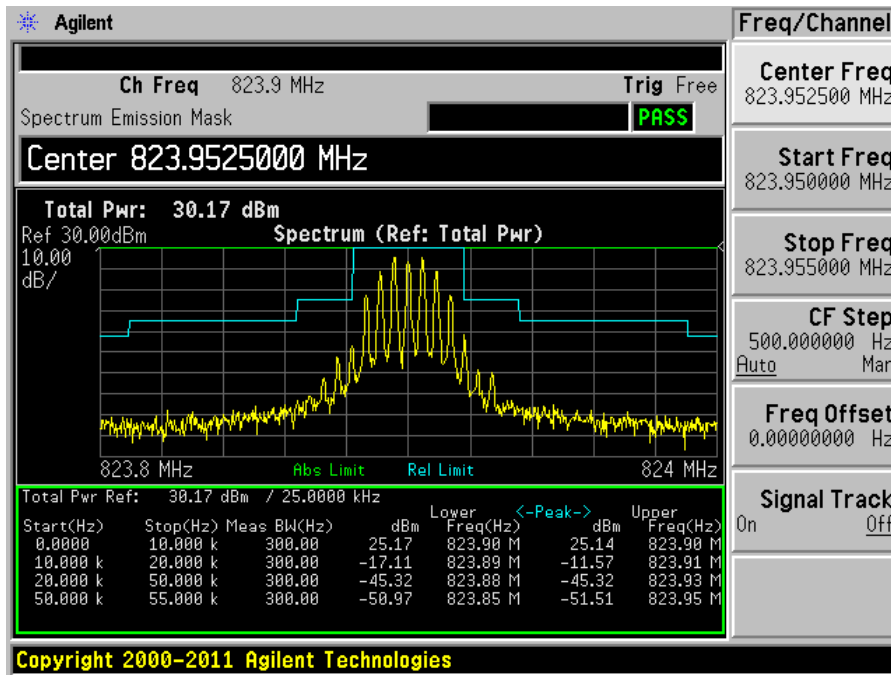 Agilent
Freq/Channel
Ch Freq 823.9 MHz Trig Free
Spectrum Emission Mask PASS
Center 823.9525000 MHz
Total Pwr: 30.17 dBm
Ref 30.00dBm Spectrum (Ref: Total Pwr)
10.00
dB/
823.8 MHz Abs Limit Rel Limit 824 MHz
Total Pwr Ref: 30.17 dBm / 25.0000 kHz
Lower <-Peak-> Upper
Start(Hz) Stop(Hz) Meas BW(Hz) dBm Freq(Hz) dBm Freq(Hz)
0.0000 10.000 k 300.00 25.17 823.90 M 25.14 823.90 M
10.000 k 20.000 k 300.00 -17.11 823.89 M -11.57 823.91 M
20.000 k 50.000 k 300.00 -45.32 823.88 M -45.32 823.93 M
50.000 k 55.000 k 300.00 -50.97 823.85 M -51.51 823.95 M
Center Freq
823.952500 MHz
Start Freq
823.950000 MHz
Stop Freq
823.955000 MHz
CF Step
500.000000 Hz
Auto Man
Freq Offset
0.00000000 Hz
Signal Track
On Off
Copyright 2000-2011 Agilent Technologies